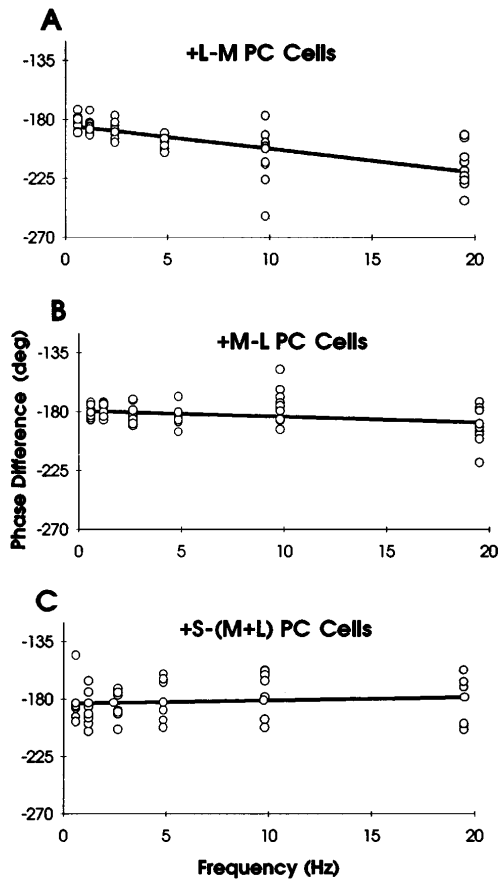 A
+L-M PC Cells
-135
-180
-225
-270
0 5 10 15 20
B
+M-L PC Cells
-135
-180
-225
-270
0 5 10 15 20
Phase Difference (deg)
C
+S-(M+L) PC Cells
-135
-180
-225
-270
0 5 10 15 20
Frequency (Hz)